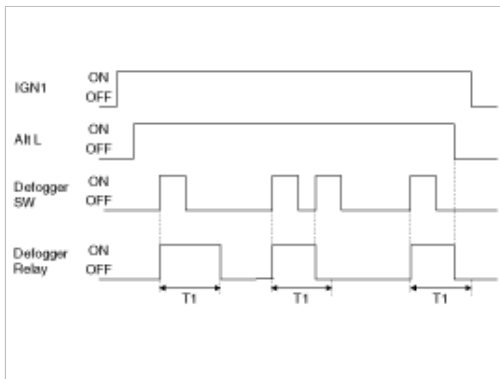 IGN1
ON
OFF
Alt L
ON
OFF
Defogger
SW
ON
OFF
Defogger
Relay
ON
OFF
T1
T1
T1